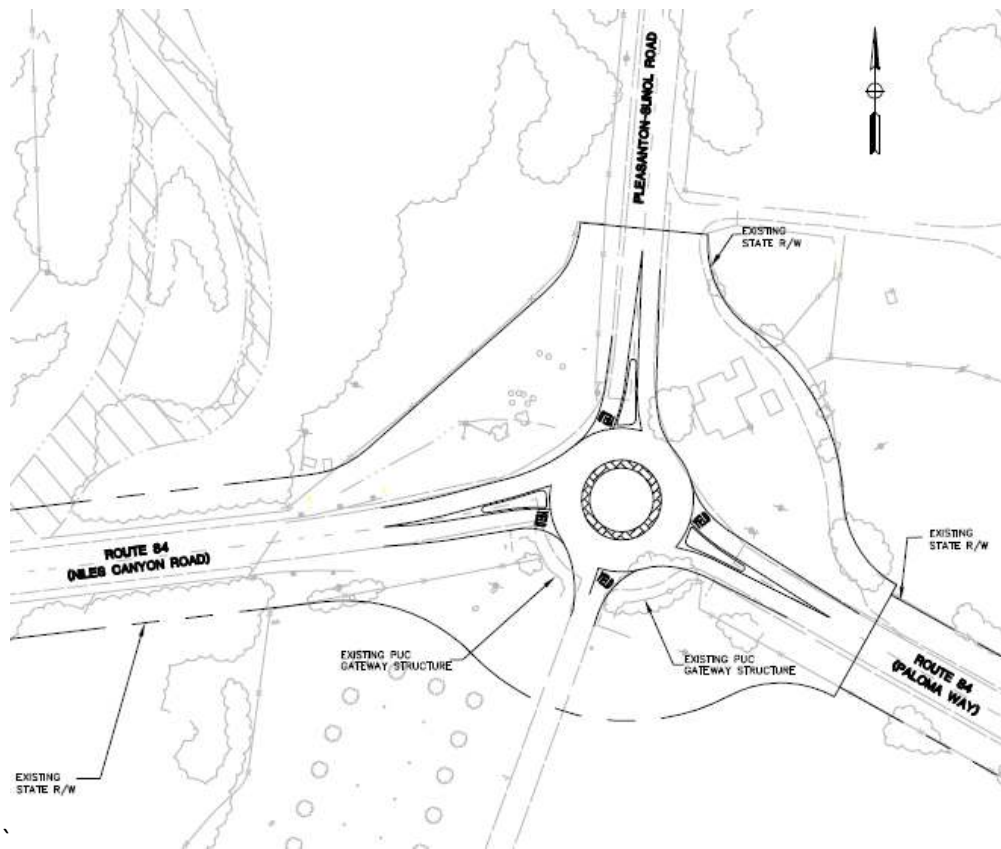 PLEASANTON-SUNOL ROAD
EXISTING
STATE R/W
EXISTING
STATE R/W
ROUTE 84
(NILES CANYON ROAD)
EXISTING PUC
GATEWAY STRUCTURE
EXISTING PUC
GATEWAY STRUCTURE
ROUTE 84
(PALOMA WAY)
EXISTING
STATE R/W